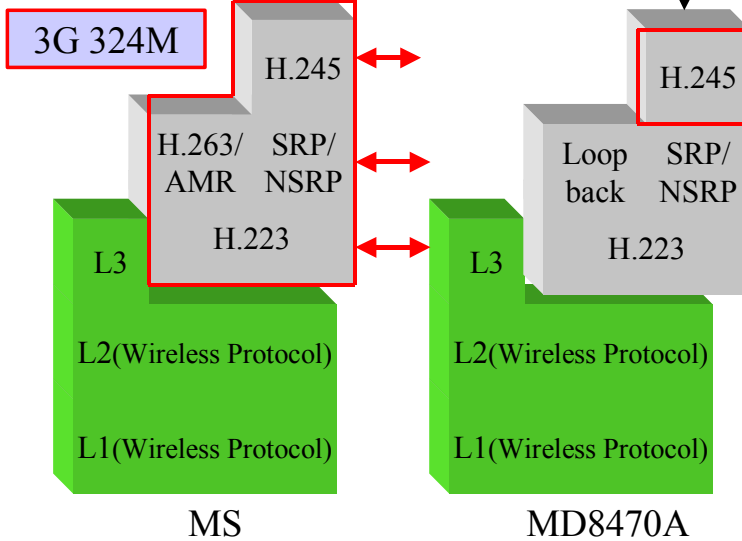 3G 324M
H.245
H.263/
AMR
SRP/
NSRP
H.223
L3
L2(Wireless Protocol)
L1(Wireless Protocol)
MS
H.245
Loop
back
SRP/
NSRP
H.223
L3
L2(Wireless Protocol)
L1(Wireless Protocol)
MD8470A